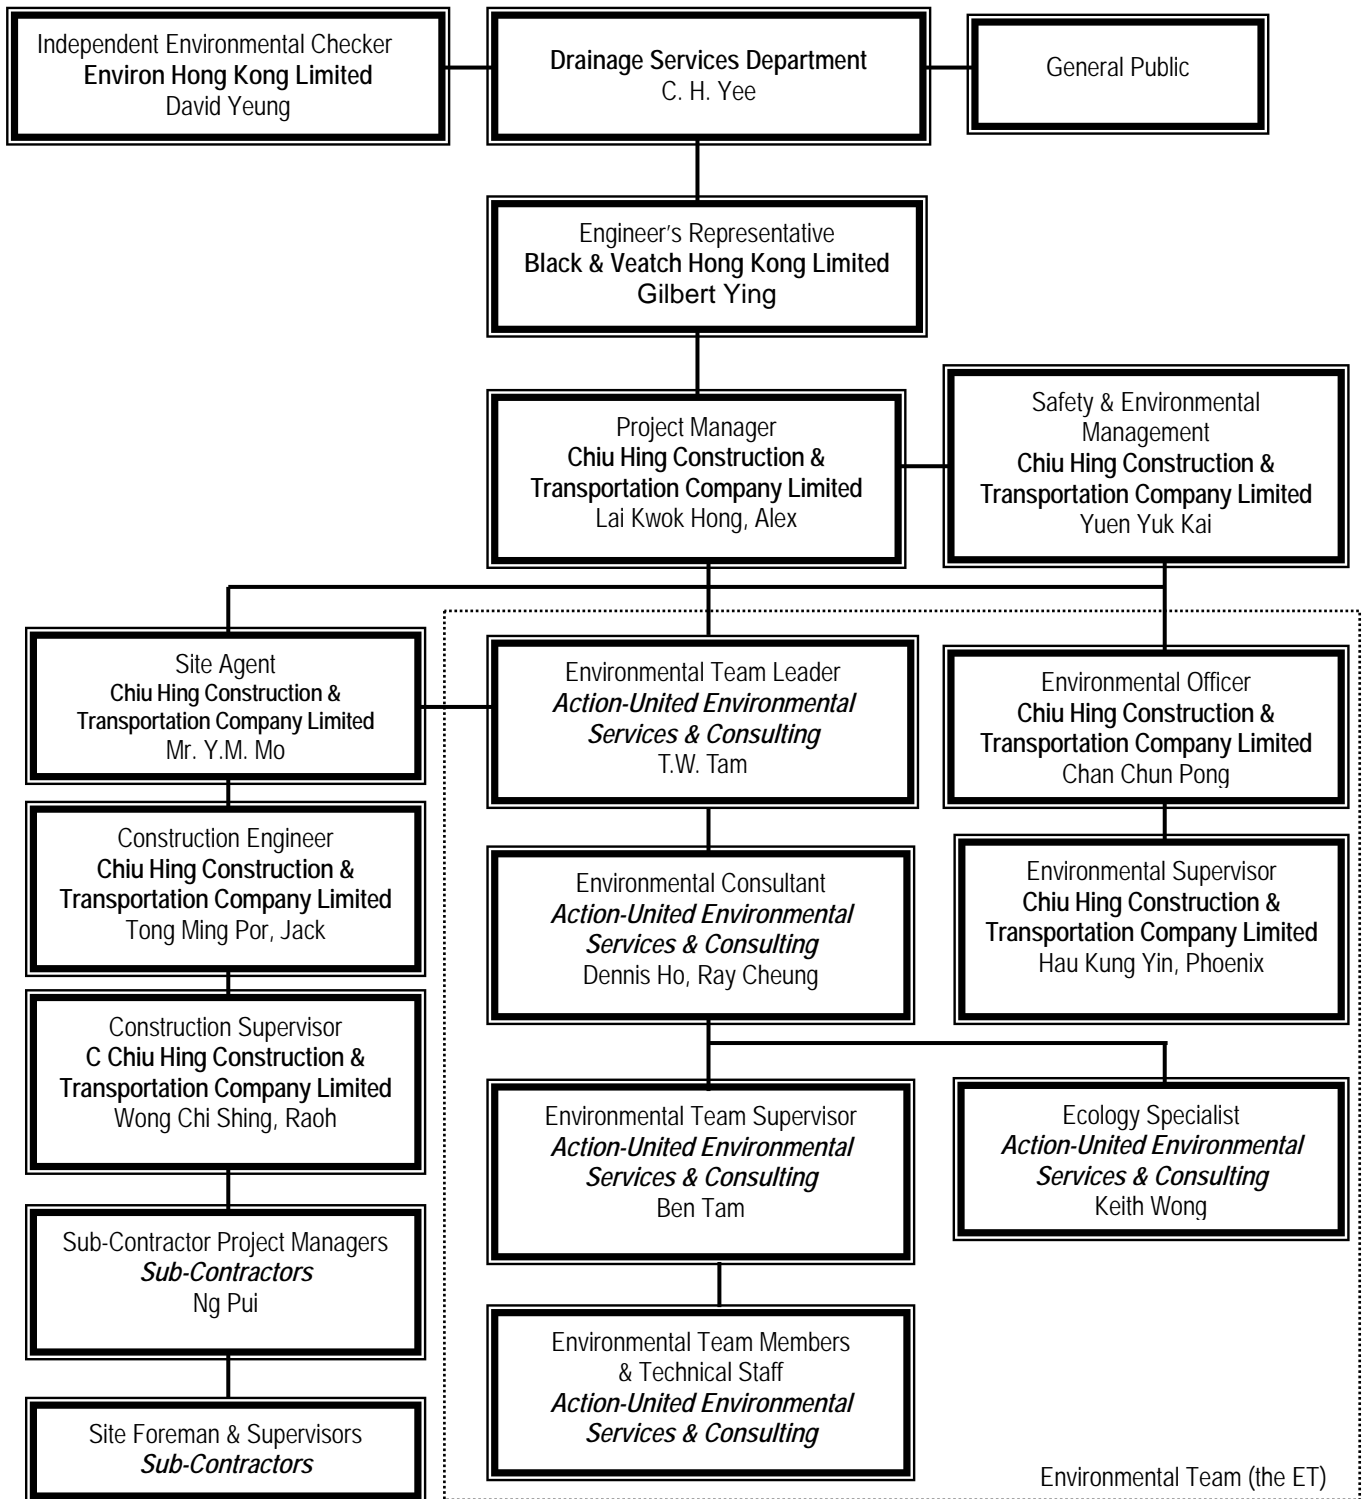 Independent Environmental Checker
Environ Hong Kong Limited
David Yeung
Drainage Services Department
C. H. Yee
General Public
Engineer's Representative
Black & Veatch Hong Kong Limited
Gilbert Ying
Project Manager
Chiu Hing Construction &
Transportation Company Limited
Lai Kwok Hong, Alex
Safety & Environmental
Management
Chiu Hing Construction &
Transportation Company Limited
Yuen Yuk Kai
Site Agent
Chiu Hing Construction &
Transportation Company Limited
Mr. Y.M. Mo
Environmental Team Leader
Action-United Environmental
Services & Consulting
T.W. Tam
Environmental Officer
Chiu Hing Construction &
Transportation Company Limited
Chan Chun Pong
Construction Engineer
Chiu Hing Construction &
Transportation Company Limited
Tong Ming Por, Jack
Environmental Consultant
Action-United Environmental
Services & Consulting
Dennis Ho, Ray Cheung
Environmental Supervisor
Chiu Hing Construction &
Transportation Company Limited
Hau Kung Yin, Phoenix
Construction Supervisor
C Chiu Hing Construction &
Transportation Company Limited
Wong Chi Shing, Raoh
Environmental Team Supervisor
Action-United Environmental
Services & Consulting
Ben Tam
Ecology Specialist
Action-United Environmental
Services & Consulting
Keith Wong
Sub-Contractor Project Managers
Sub-Contractors
Ng Pui
Environmental Team Members
& Technical Staff
Action-United Environmental
Services & Consulting
Site Foreman & Supervisors
Sub-Contractors
Environmental Team (the ET)